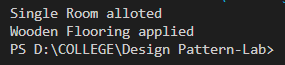 Single Room alloted
Wooden Flooring applied
PS D:\COLLEGE\Design Pattern-Lab>